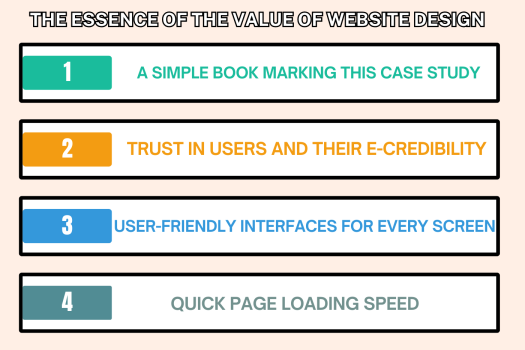 THE ESSENCE OF THE VALUE OF WEBSITE DESIGN
1 A SIMPLE BOOK MARKING THIS CASE STUDY
2 TRUST IN USERS AND THEIR E-CREDIBILITY
3 USER-FRIENDLY INTERFACES FOR EVERY SCREEN
4 QUICK PAGE LOADING SPEED